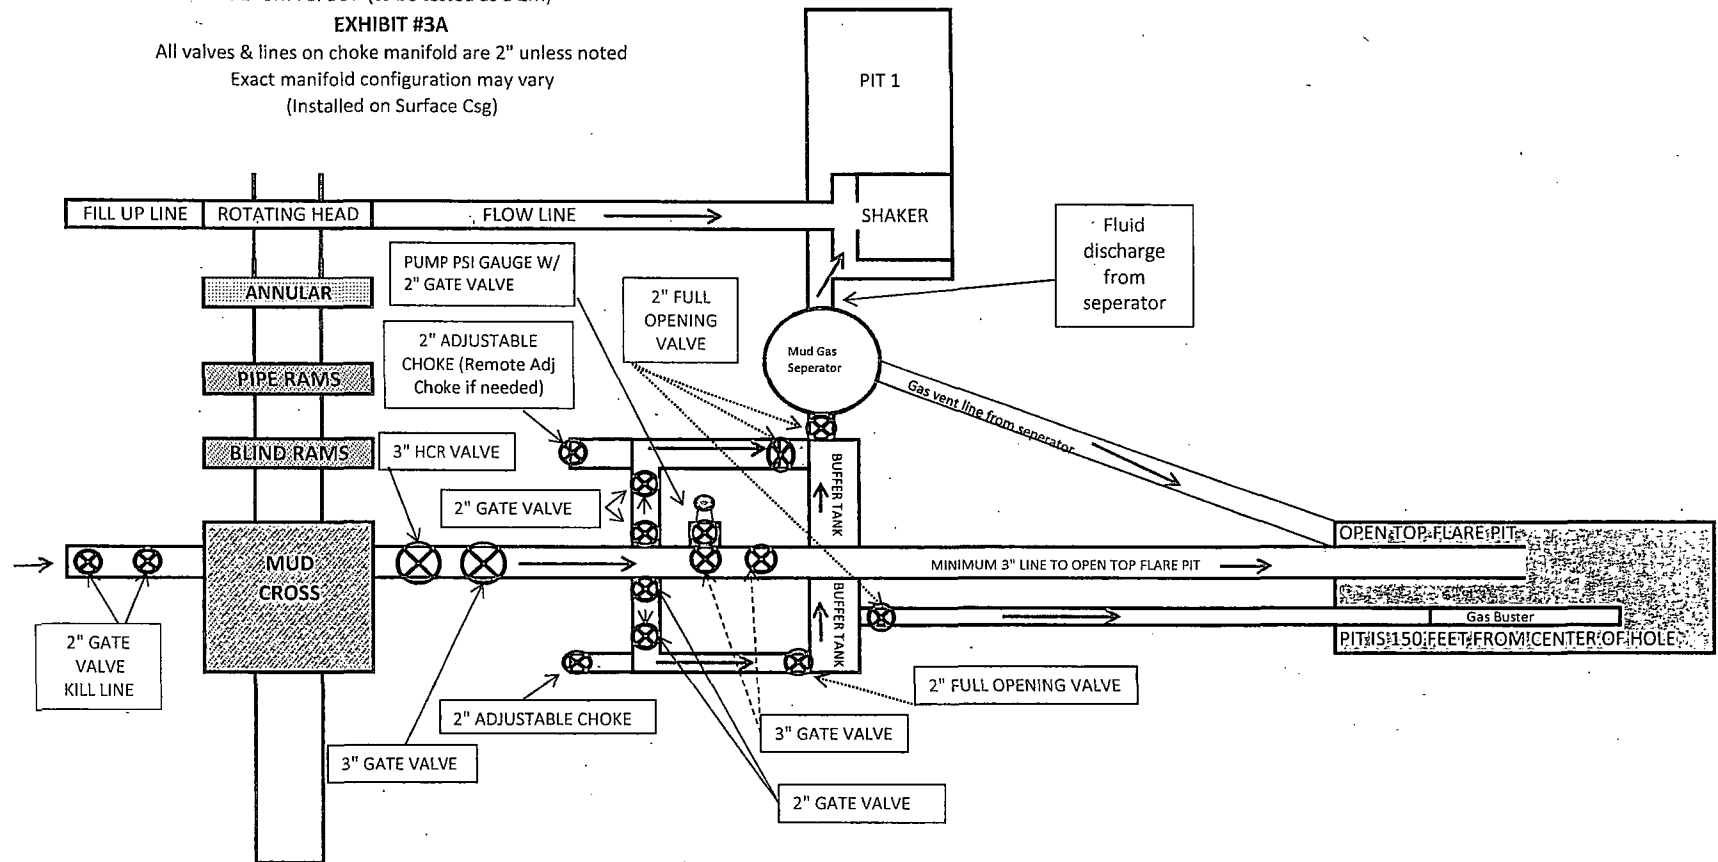 EXHIBIT #3A
All valves & lines on choke manifold are 2" unless noted
Exact manifold configuration may vary
(Installed on Surface Csg)
PIT 1
FILL UP LINE
ROTATING HEAD
FLOW LINE
SHAKER
Fluid
discharge
from
seperator
PUMP PSI GAUGE W/
2" GATE VALVE
ANNULAR
2" FULL
OPENING
VALVE
2" ADJUSTABLE
CHOKE (Remote Adj
Choke if needed)
Mud Gas
Seperator
PIPE RAMS
Gas vent line from seperator
BLIND RAMS
3" HCR VALVE
2" GATE VALVE
BUFFER TANK
OPEN TOP FLARE PIT
MUD
CROSS
MINIMUM 3" LINE TO OPEN TOP FLARE PIT
BUFFER TANK
Gas Buster
PIT IS 150 FEET FROM CENTER OF HOLE
2" GATE
VALVE
KILL LINE
2" FULL OPENING VALVE
2" ADJUSTABLE CHOKE
3" GATE VALVE
3" GATE VALVE
2" GATE VALVE